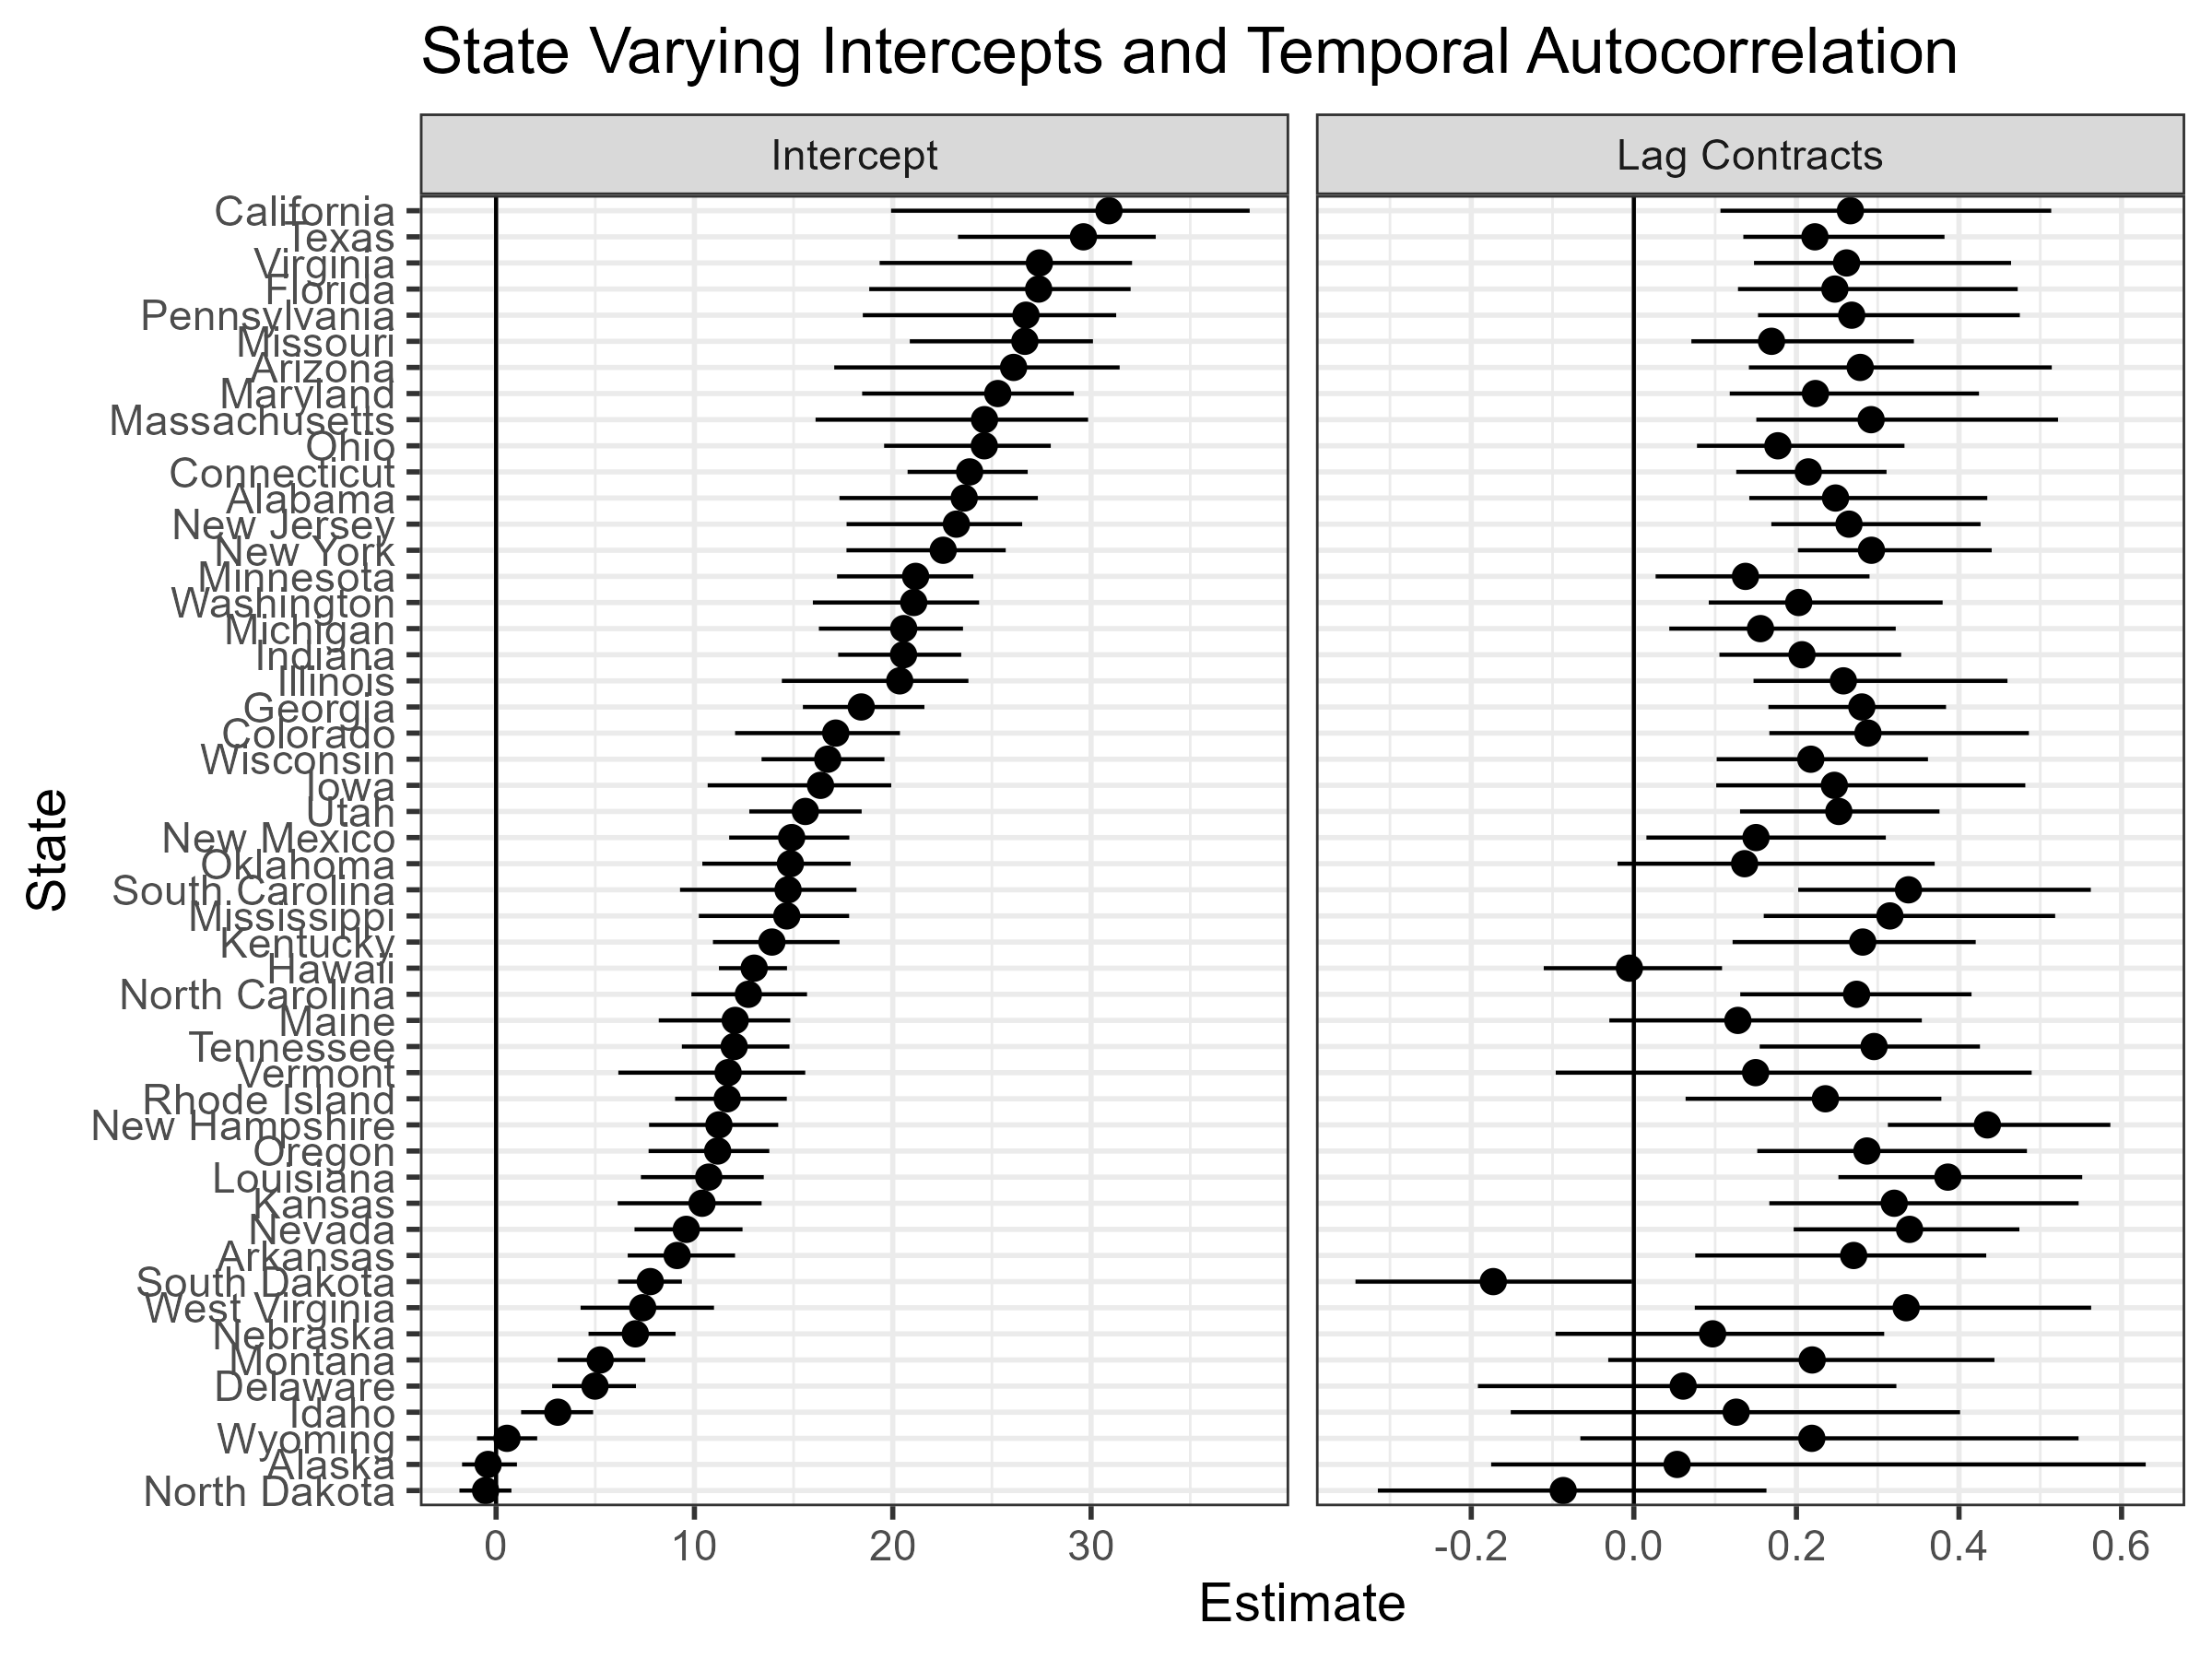 State Varying Intercepts and Temporal Autocorrelation
Intercept
Lag Contracts
State
California
Texas
Virginia
Florida
Pennsylvania
Missouri
Arizona
Maryland
Massachusetts
Ohio
Connecticut
Alabama
New Jersey
New York
Minnesota
Washington
Michigan
Indiana
Illinois
Georgia
Colorado
Wisconsin
Iowa
Utah
New Mexico
Oklahoma
South Carolina
Mississippi
Kentucky
Hawaii
North Carolina
Maine
Tennessee
Vermont
Rhode Island
New Hampshire
Oregon
Louisiana
Kansas
Nevada
Arkansas
South Dakota
West Virginia
Nebraska
Montana
Delaware
Idaho
Wyoming
Alaska
North Dakota
0 10 20 30
-0.2 0.0 0.2 0.4 0.6
Estimate